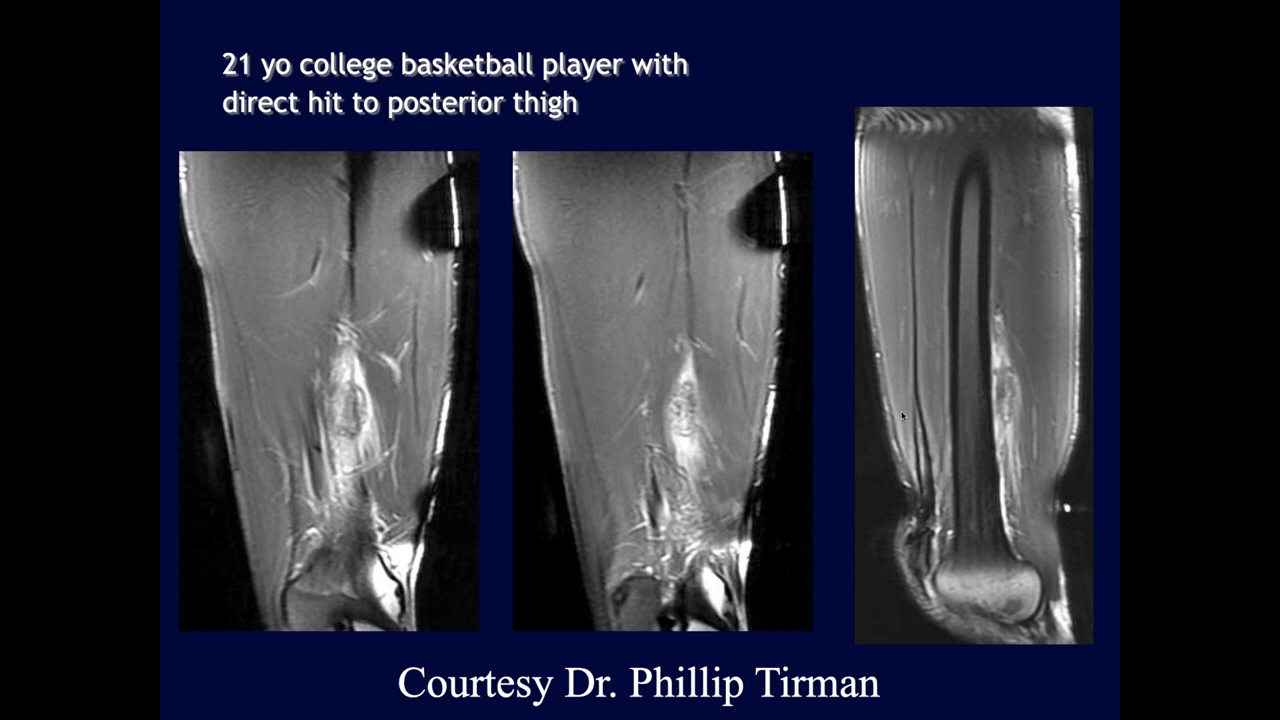 21 yo college basketball player with
direct hit to posterior thigh
Courtesy Dr. Phillip Tirman